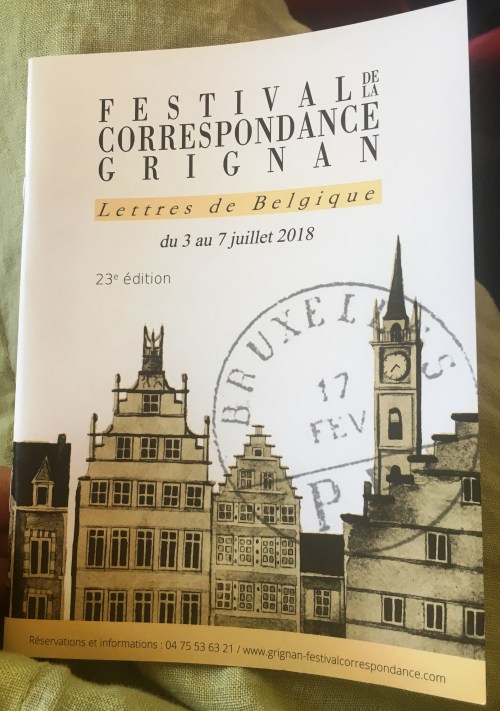 FESTIVAL DE LA
CORRESPONDANCE
GRIGNAN
Lettres de Belgique
du 3 au 7 juillet 2018
23e édition
BRUXELLES
17
FEV
Réservations et informations : 04 75 53 63 21 / www.grignan-festivalcorrespondance.com